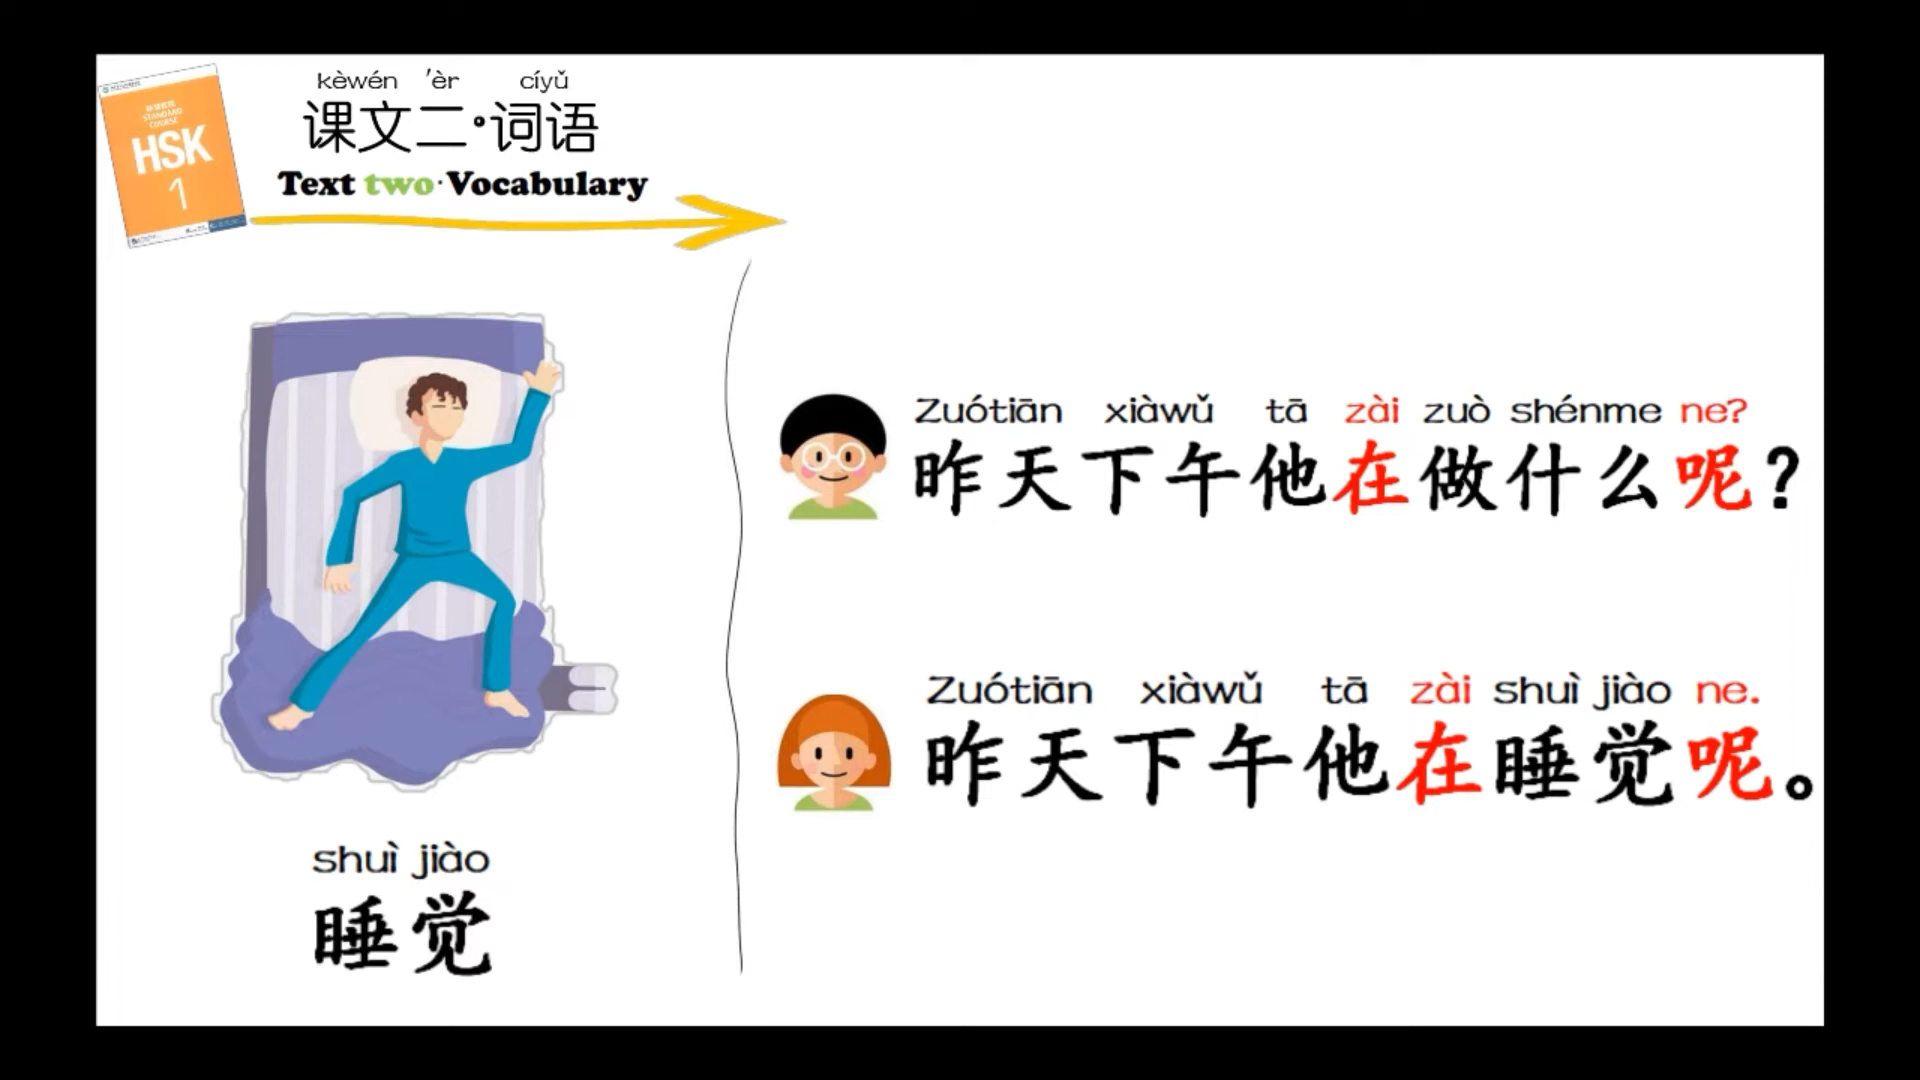 kèwén 'èr cíyǔ
课文二·词语
Text two·Vocabulary
STANDARD
COURSE
HSK
1
shuì jiào
睡觉
Zuótiān xiàwǔ tā zài zuò shénme ne?
昨天下午他在做什么呢？
Zuótiān xiàwǔ tā zài shuì jiào ne.
昨天下午他在睡觉呢。